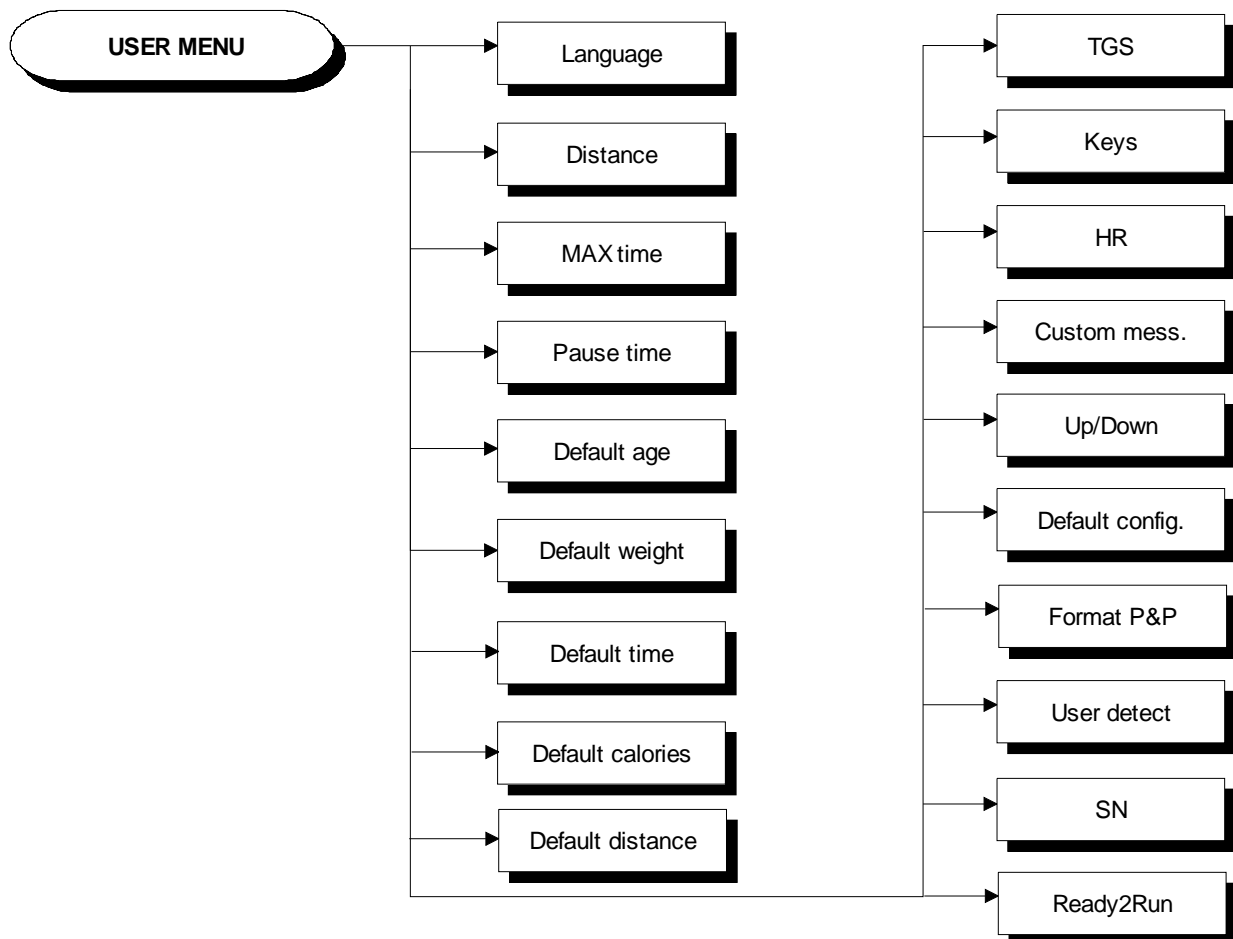 USER MENU
Language
Distance
MAX time
Pause time
Default age
Default weight
Default time
Default calories
Default distance
TGS
Keys
HR
Custom mess.
Up/Down
Default config.
Format P&P
User detect
SN
Ready2Run